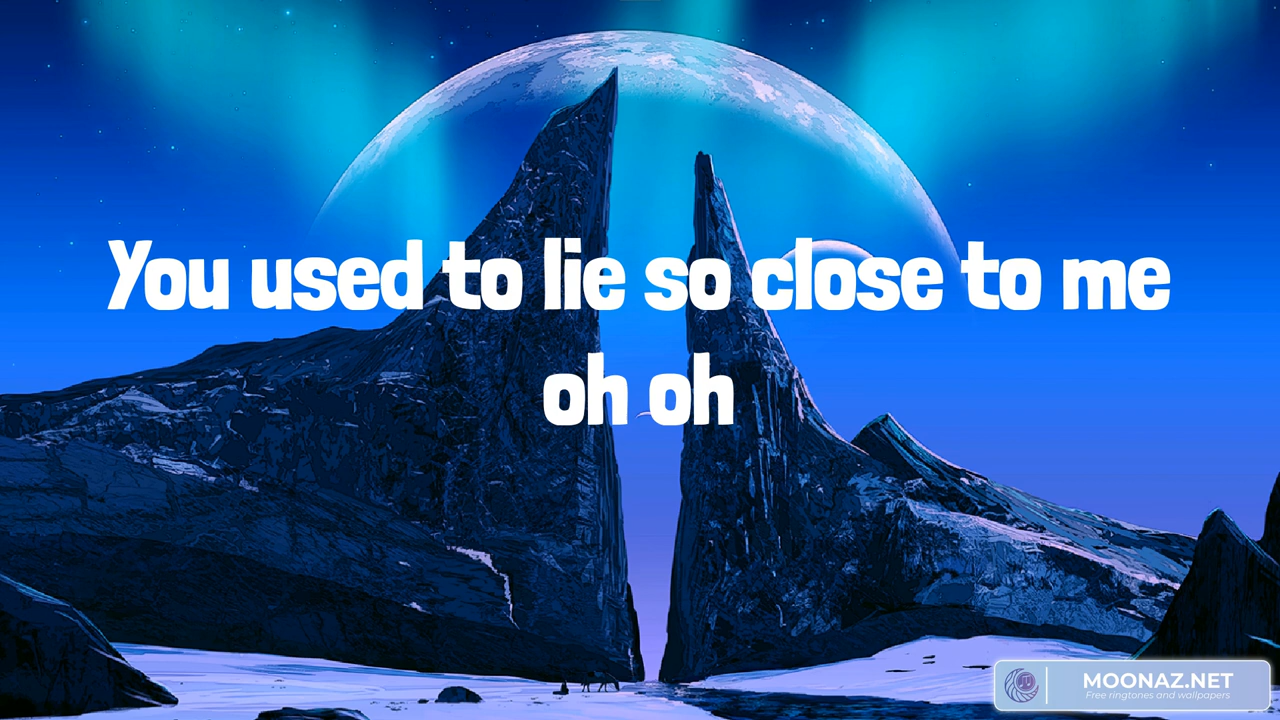 You used to lie so close to me
oh oh
MOONAZ.NET
Free ringtones and wallpapers